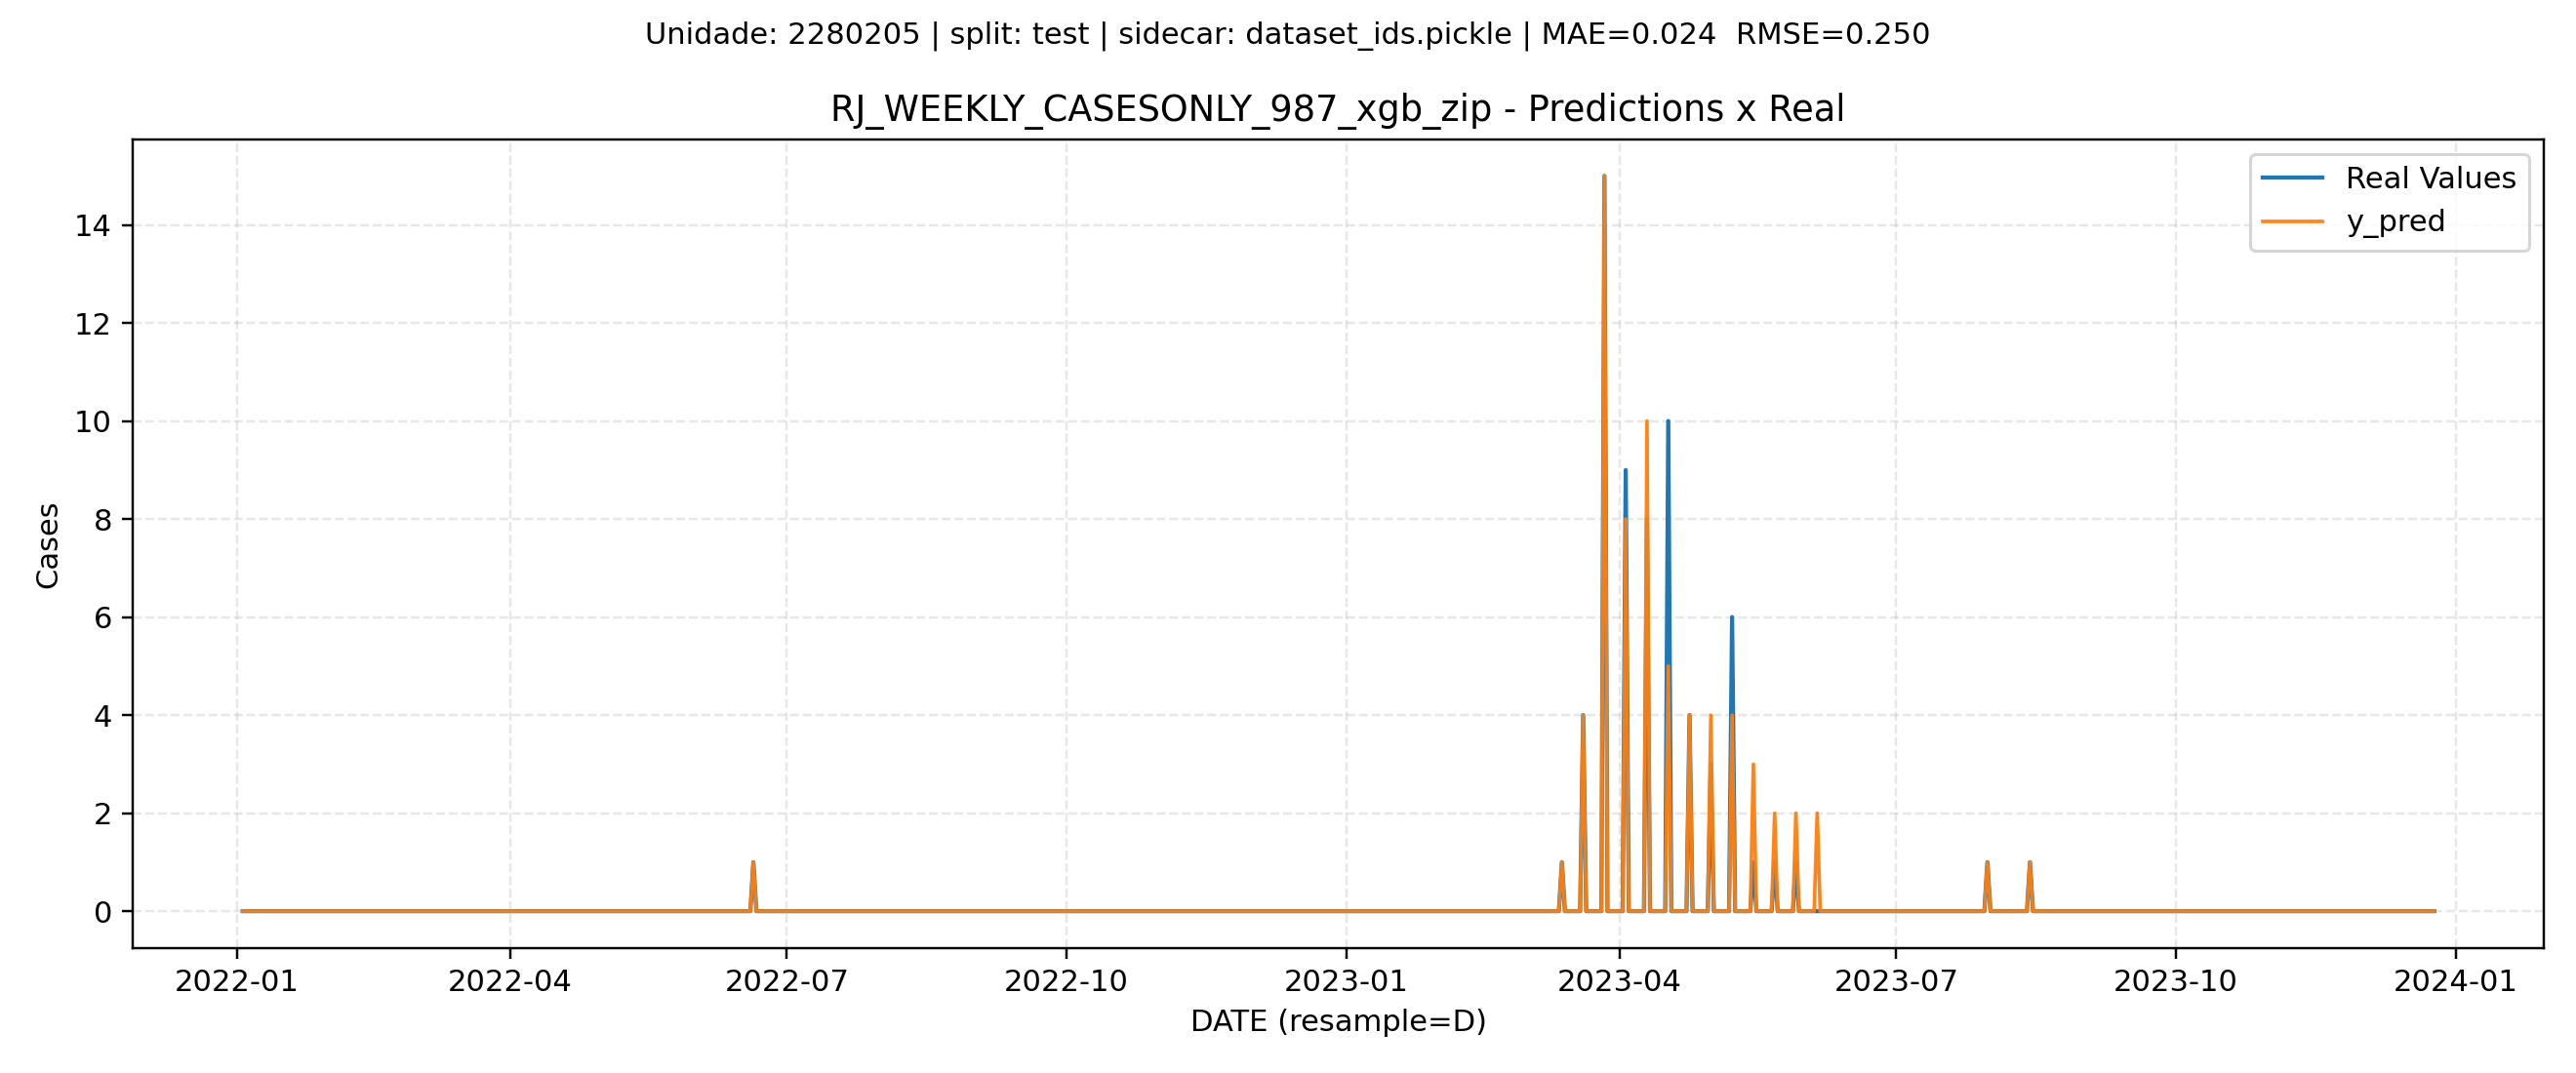 Unidade: 2280205 | split: test | sidecar: dataset_ids.pickle | MAE=0.024  RMSE=0.250
RJ_WEEKLY_CASESONLY_987_xgb_zip - Predictions x Real
Real Values
y_pred
14
12
10
8
6
4
2
0
Cases
2022-01
2022-04
2022-07
2022-10
2023-01
2023-04
2023-07
2023-10
2024-01
DATE (resample=D)